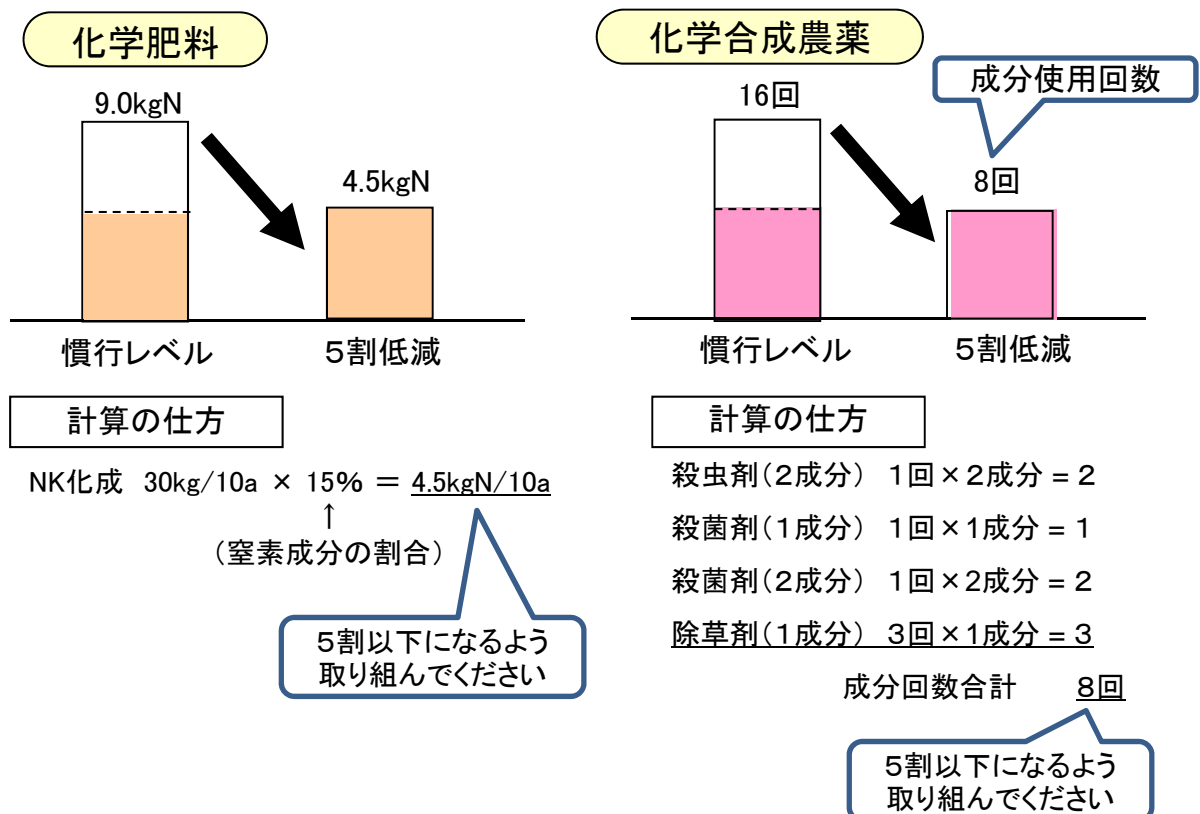 化学肥料
9.0kgN
4.5kgN
慣行レベル
５割低減
計算の仕方
NK化成 30kg/10a × 15% ＝ 4.5kgN/10a
↑
（窒素成分の割合）
５割以下になるよう
取り組んでください
化学合成農薬
成分使用回数
16回
8回
慣行レベル
５割低減
計算の仕方
殺虫剤（２成分） １回×２成分 = ２
殺菌剤（１成分） １回×１成分 = １
殺菌剤（２成分） １回×2成分 = ２
除草剤（１成分） ３回×１成分 = ３
成分回数合計 8回
５割以下になるよう
取り組んでください